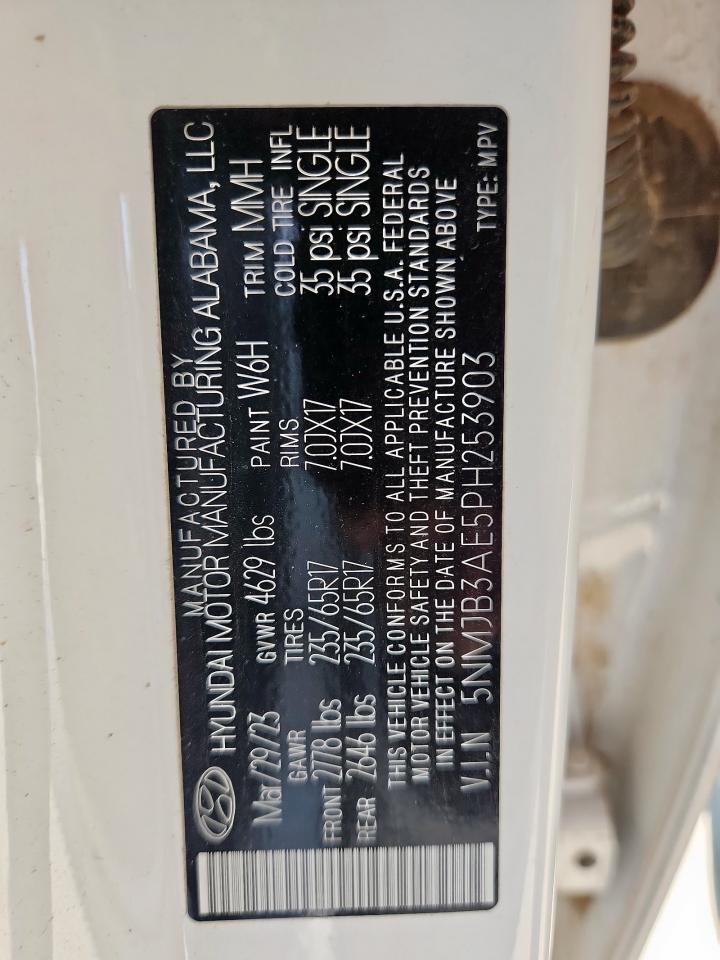 MANUFACTURED BY
HYUNDAI MOTOR MANUFACTURING ALABAMA, LLC
Mar/29/23 GVWR 4629 lbs PAINT W6H TRIM MMH
GAWR TIRES RIMS COLD TIRE INFL
FRONT 2778 lbs 235/65R17 7.0JX17 35 psi SINGLE
REAR 2646 lbs 235/65R17 7.0JX17 35 psi SINGLE
THIS VEHICLE CONFORMS TO ALL APPLICABLE U.S.A. FEDERAL
MOTOR VEHICLE SAFETY AND THEFT PREVENTION STANDARDS
IN EFFECT ON THE DATE OF MANUFACTURE SHOWN ABOVE
V.I.N 5NMJB3AE5PH253903 TYPE: MPV